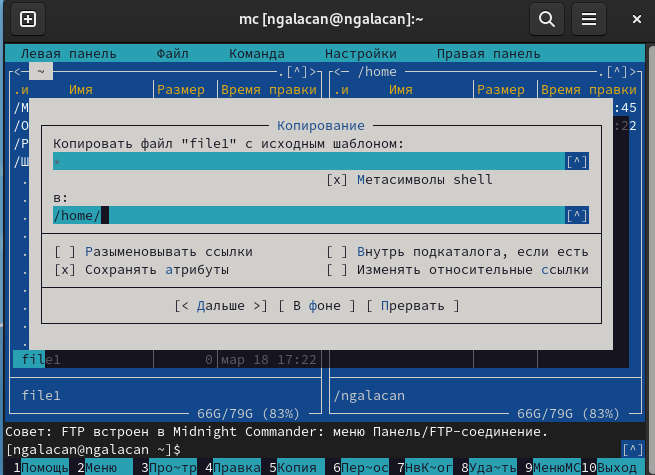 mc [ngalacan@ngalacan]:~
Левая панель Файл Команда Настройки Правая панель
<─ ~ .[^]> <─ /home .[^]>
.и Имя Размер Время правки .и Имя Размер Время правки
/М :45
/О :22
/Р
/Ш
Копирование
Копировать файл "file1" с исходным шаблоном:
* [^]
[x] Метасимволы shell
в:
/home/ [^]
[ ] Разыменовывать ссылки [ ] Внутрь подкаталога, если есть
[x] Сохранять атрибуты [ ] Изменять относительные ссылки
[< Дальше >] [ В фоне ] [ Прервать ]
file1 0 мар 18 17:22
file1 /ngalacan
66G/79G (83%) 66G/79G (83%)
Совет: FTP встроен в Midnight Commander: меню Панель/FTP-соединение.
[ngalacan@ngalacan ~]$ [^]
1Помощь 2Меню 3Про~тр 4Правка 5Копия 6Пер~ос 7НвК~ог 8Уда~ть 9МенюМС 10Выход